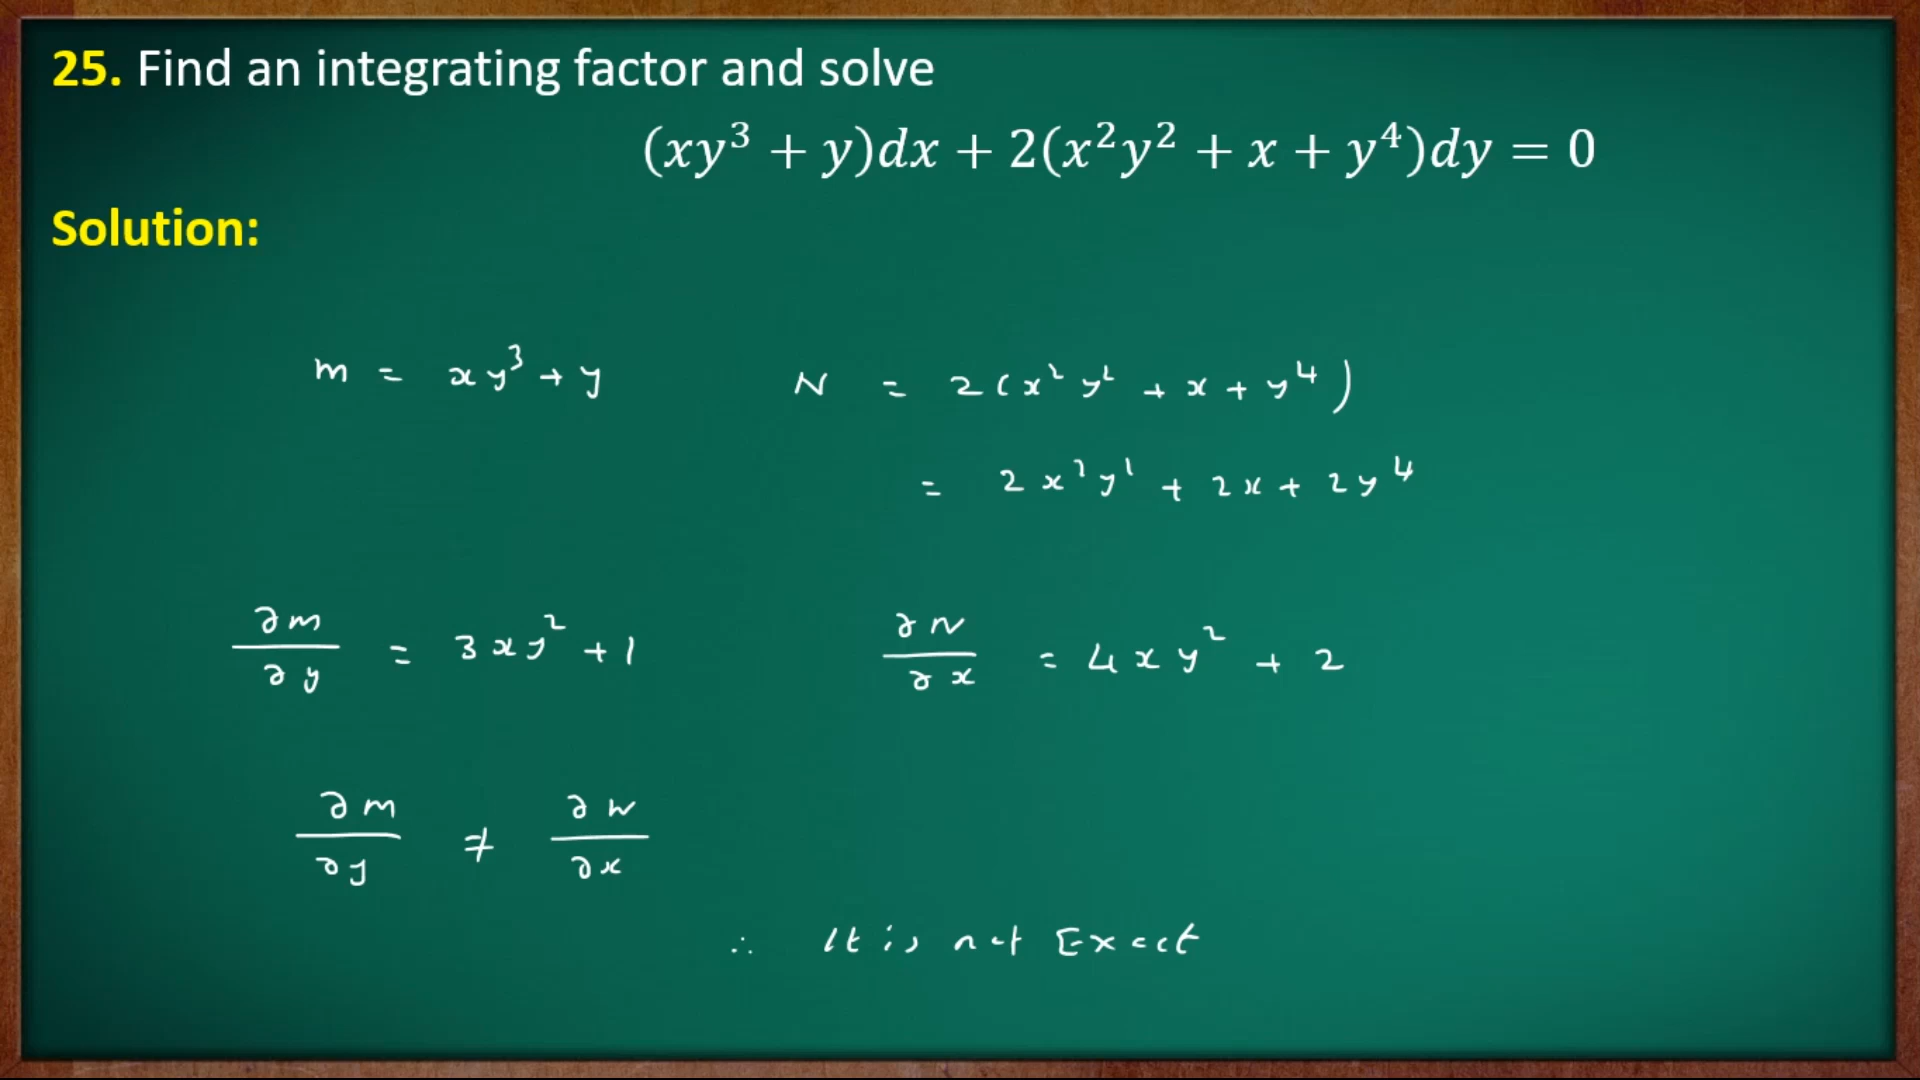 25. Find an integrating factor and solve
(xy³ + y)dx + 2(x²y² + x + y⁴)dy = 0
Solution:
m = xy³ + y    N = 2(x²y² + x + y⁴)
= 2x²y² + 2x + 2y⁴
∂m/∂y = 3xy² + 1    ∂N/∂x = 4xy² + 2
∂m/∂y ≠ ∂N/∂x
∴ It is not Exact